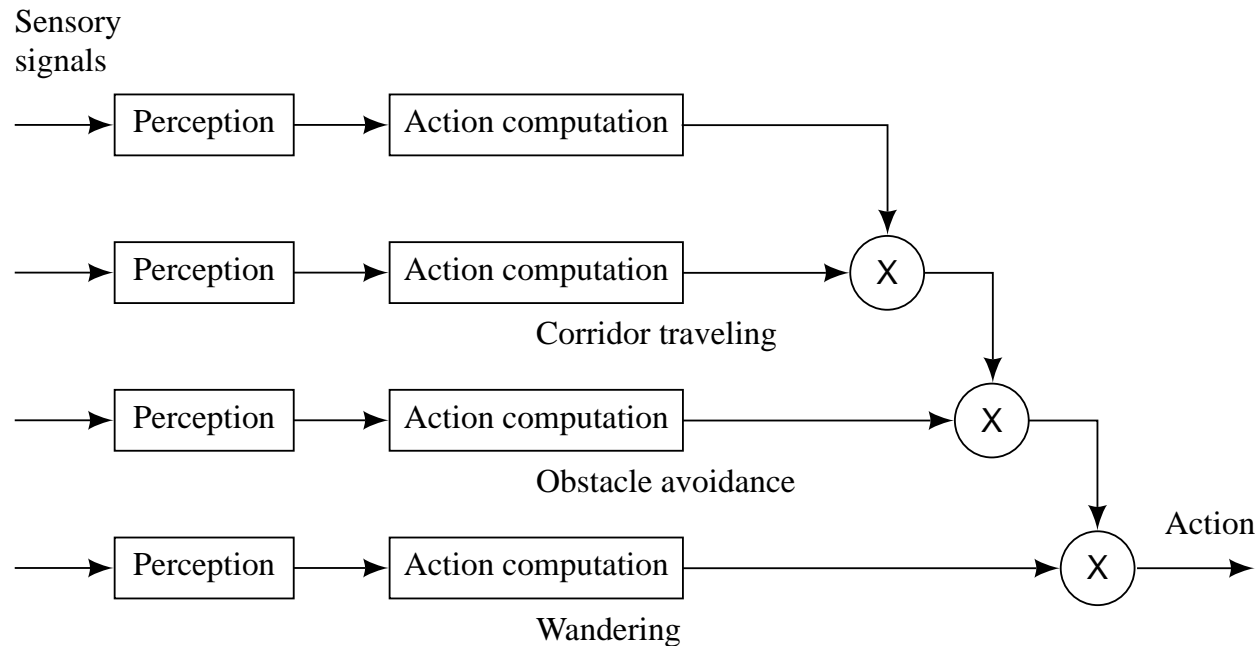 Sensory
signals
Perception
Action computation
Perception
Action computation
X
Corridor traveling
Perception
Action computation
X
Obstacle avoidance
Action
Perception
Action computation
X
Wandering